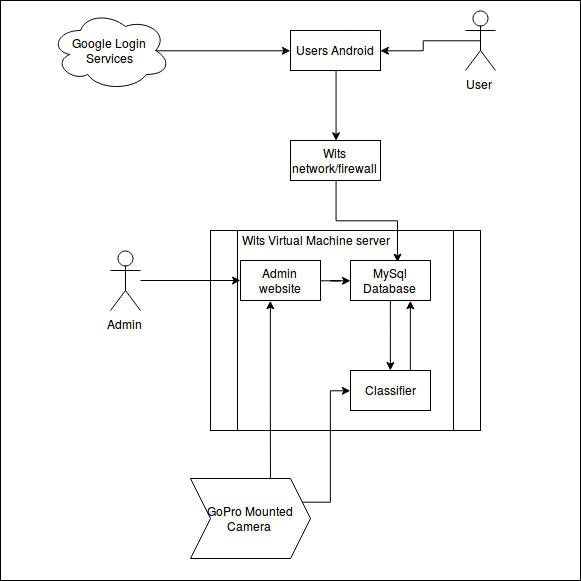 Google Login
Services
Users Android
User
Wits
network/firewall
Wits Virtual Machine server
Admin
website
MySql
Database
Admin
Classifier
GoPro Mounted
Camera